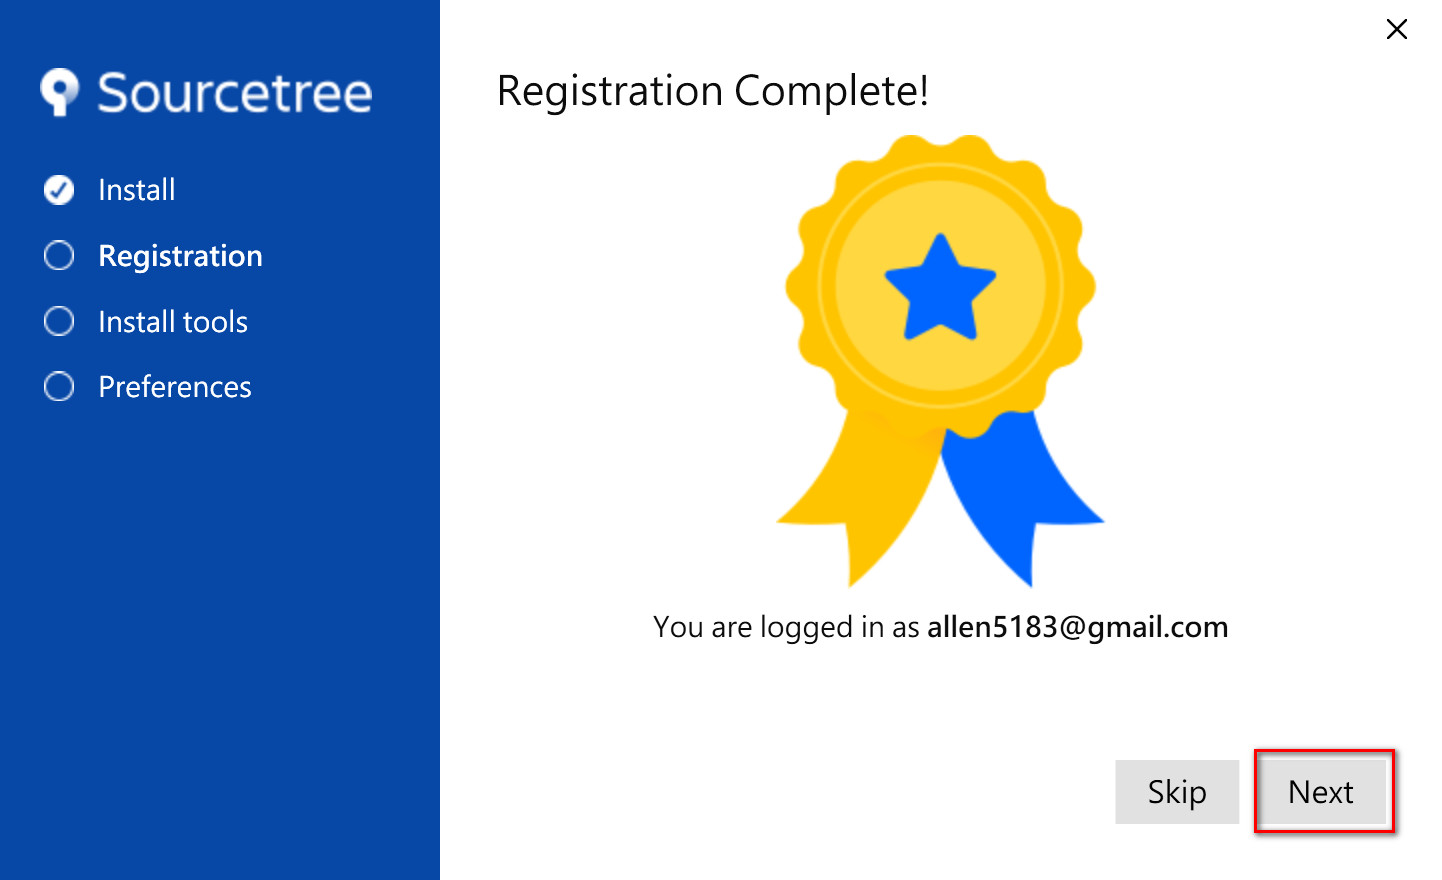 Sourcetree
Install
Registration
Install tools
Preferences
Registration Complete!
You are logged in as allen5183@gmail.com
Skip
Next